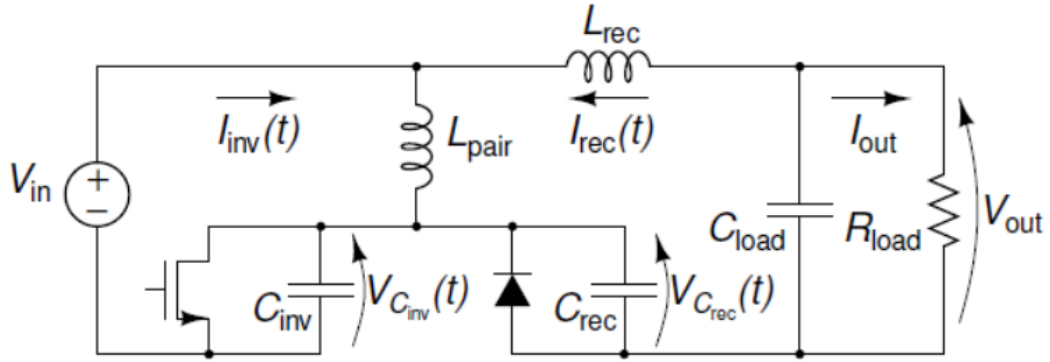 L_rec
I_inv(t)
L_pair
I_rec(t)
I_out
V_in
+
−
C_inv
V_C_inv(t)
C_rec
V_C_rec(t)
C_load
R_load
V_out